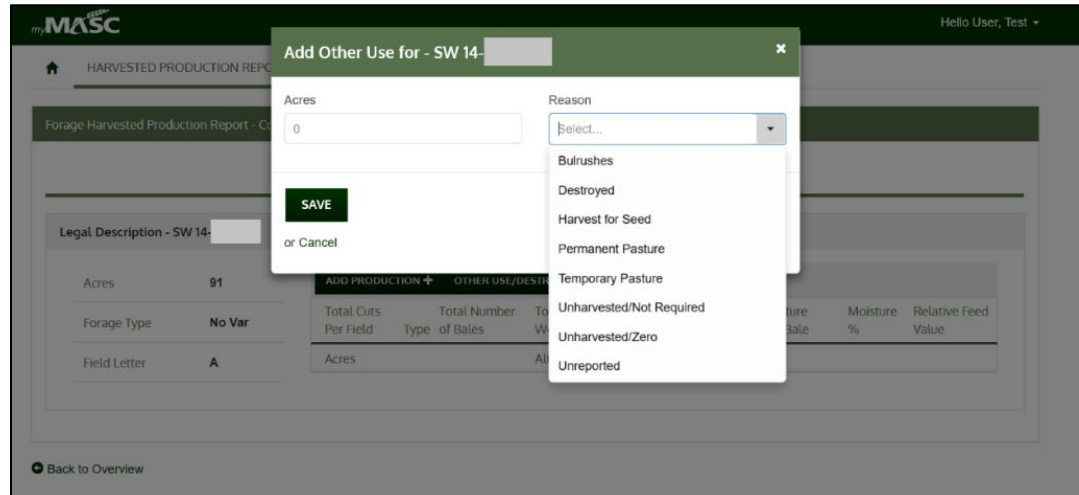 myMASC
Hello User, Test
HARVESTED PRODUCTION REPO
Add Other Use for - SW 14-
×
Forage Harvested Production Report - Co
Acres
Reason
0
Select...
Bulrushes
Destroyed
Harvest for Seed
Permanent Pasture
Temporary Pasture
Unharvested/Not Required
Unharvested/Zero
Unreported
SAVE
or Cancel
Legal Description - SW 14-
Acres 91
Forage Type No Var
Field Letter A
ADD PRODUCTION + OTHER USE/DESTR
Total Cuts Per Field
Type
Total Number of Bales
Moisture %
Relative Feed Value
Acres
Back to Overview